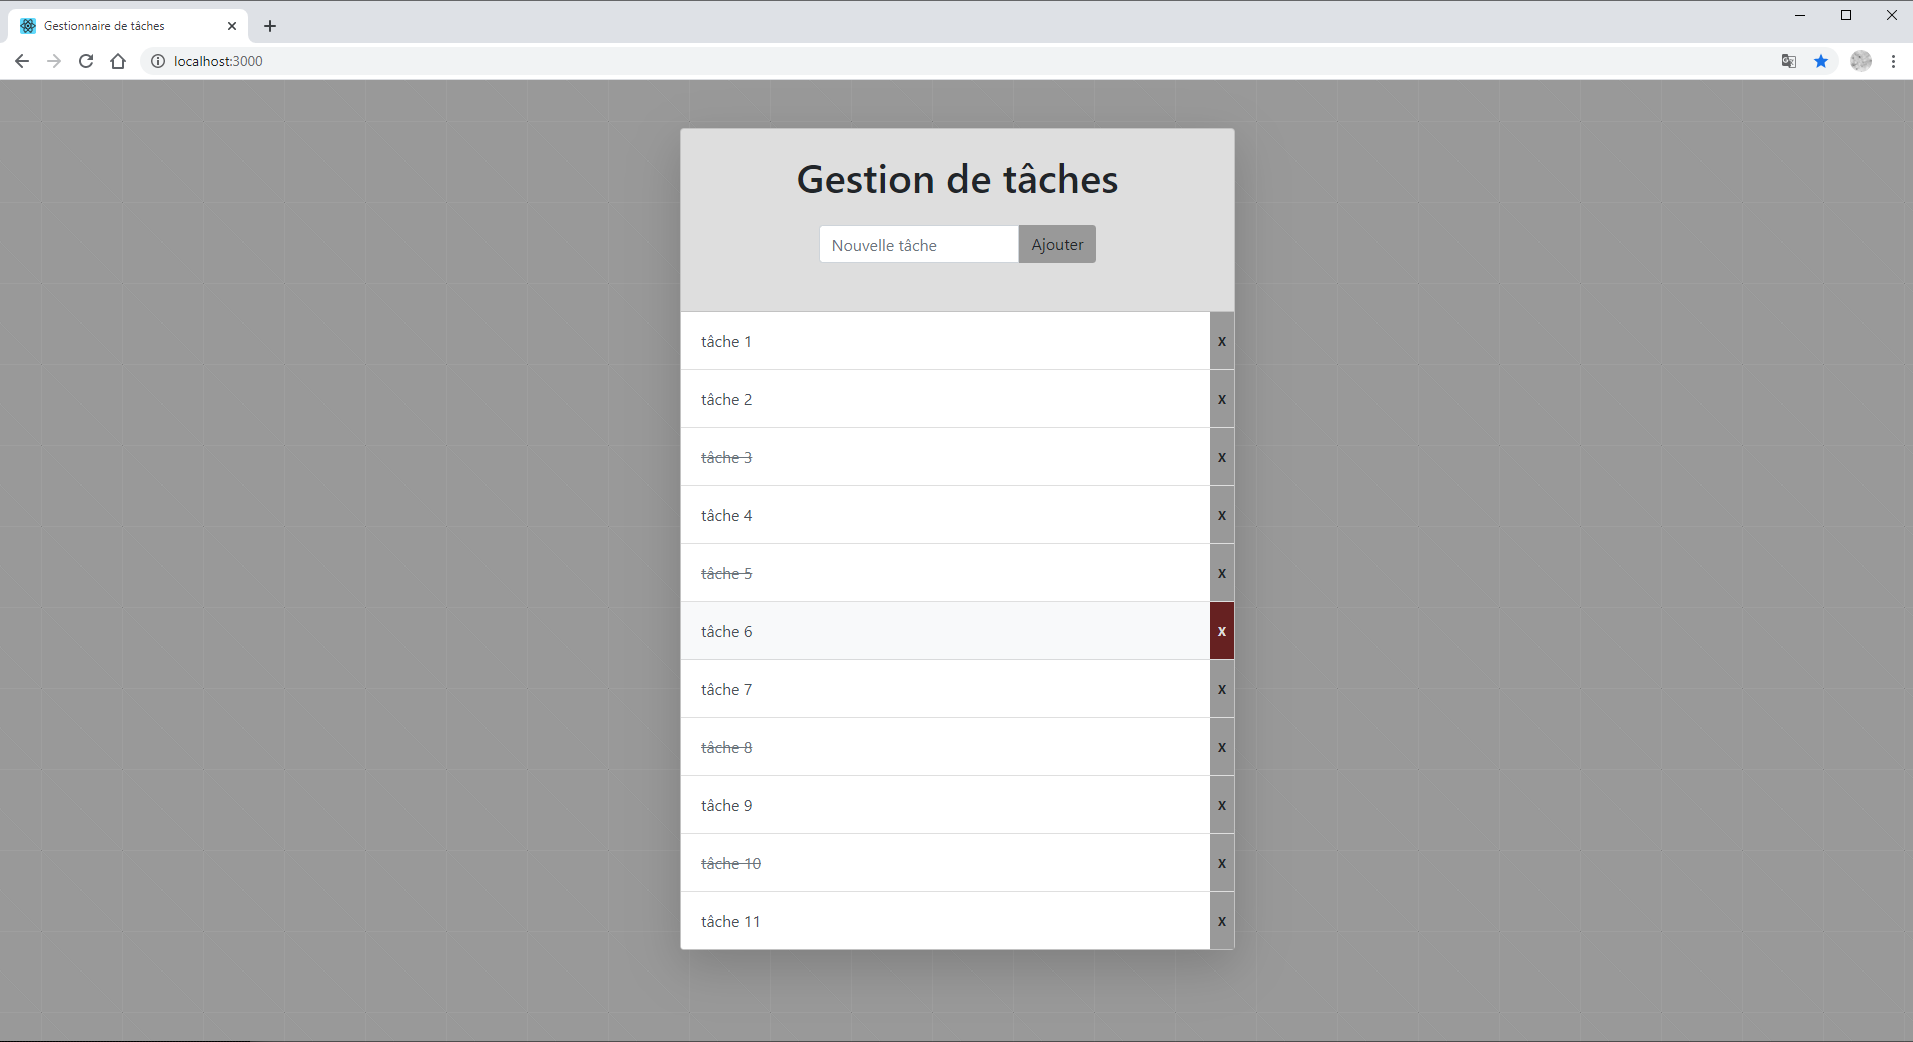 Gestionnaire de tâches
localhost:3000
Gestion de tâches
Nouvelle tâche Ajouter
tâche 1 X
tâche 2 X
tâche 3 X
tâche 4 X
tâche 5 X
tâche 6 X
tâche 7 X
tâche 8 X
tâche 9 X
tâche 10 X
tâche 11 X